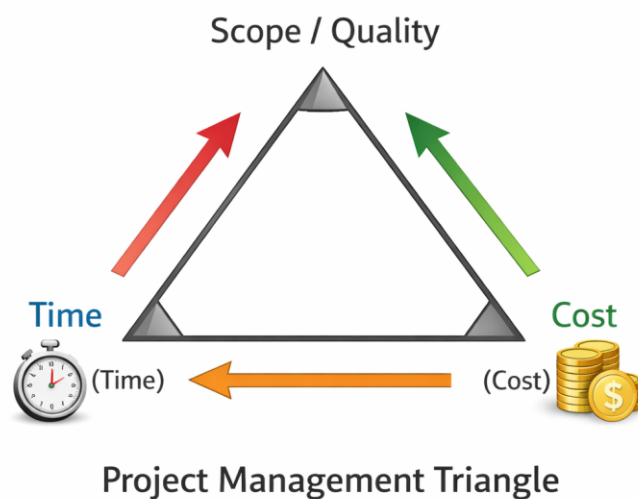 Scope / Quality
Time
Cost
(Time)
(Cost)
$
Project Management Triangle